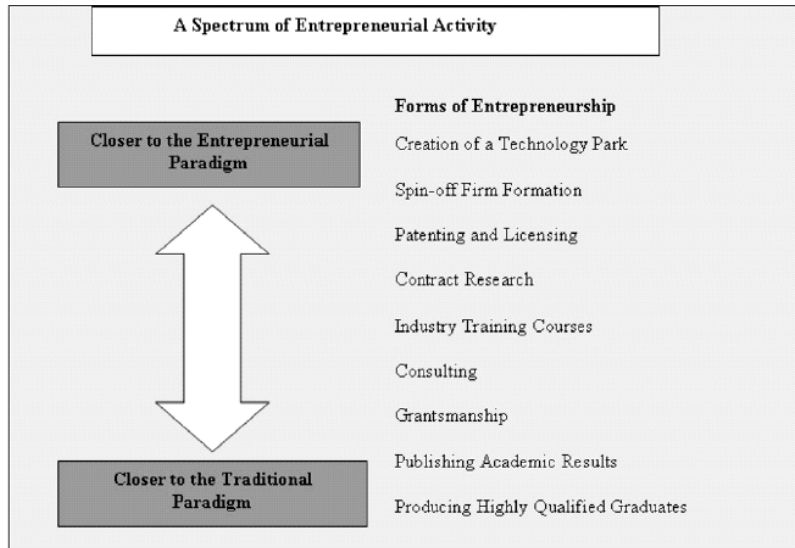 A Spectrum of Entrepreneurial Activity
Forms of Entrepreneurship
Closer to the Entrepreneurial
Paradigm
Creation of a Technology Park
Spin-off Firm Formation
Patenting and Licensing
Contract Research
Industry Training Courses
Consulting
Grantsmanship
Publishing Academic Results
Closer to the Traditional
Paradigm
Producing Highly Qualified Graduates